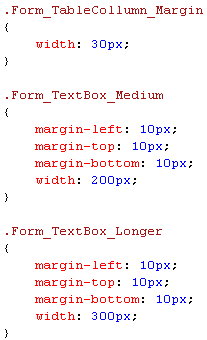 .Form_TableCollumn_Margin
{
width: 30px;
}
.Form_TextBox_Medium
{
margin-left: 10px;
margin-top: 10px;
margin-bottom: 10px;
width: 200px;
}
.Form_TextBox_Longer
{
margin-left: 10px;
margin-top: 10px;
margin-bottom: 10px;
width: 300px;
}